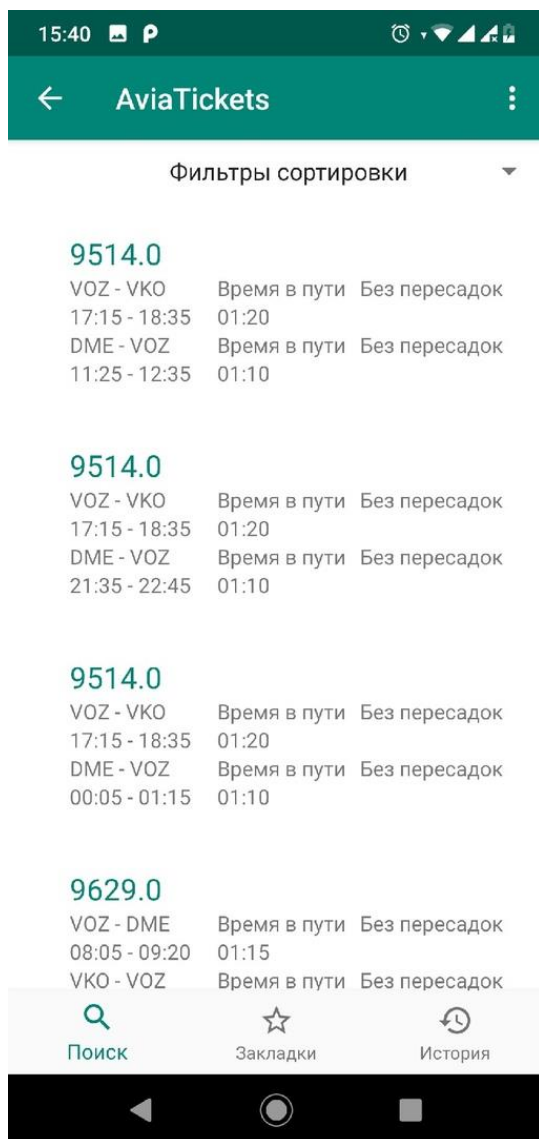 15:40
AviaTickets
Фильтры сортировки
9514.0
VOZ - VKO Время в пути Без пересадок
17:15 - 18:35 01:20
DME - VOZ Время в пути Без пересадок
11:25 - 12:35 01:10
9514.0
VOZ - VKO Время в пути Без пересадок
17:15 - 18:35 01:20
DME - VOZ Время в пути Без пересадок
21:35 - 22:45 01:10
9514.0
VOZ - VKO Время в пути Без пересадок
17:15 - 18:35 01:20
DME - VOZ Время в пути Без пересадок
00:05 - 01:15 01:10
9629.0
VOZ - DME Время в пути Без пересадок
08:05 - 09:20 01:15
VKO - VOZ Время в пути Без пересадок
Поиск Закладки История